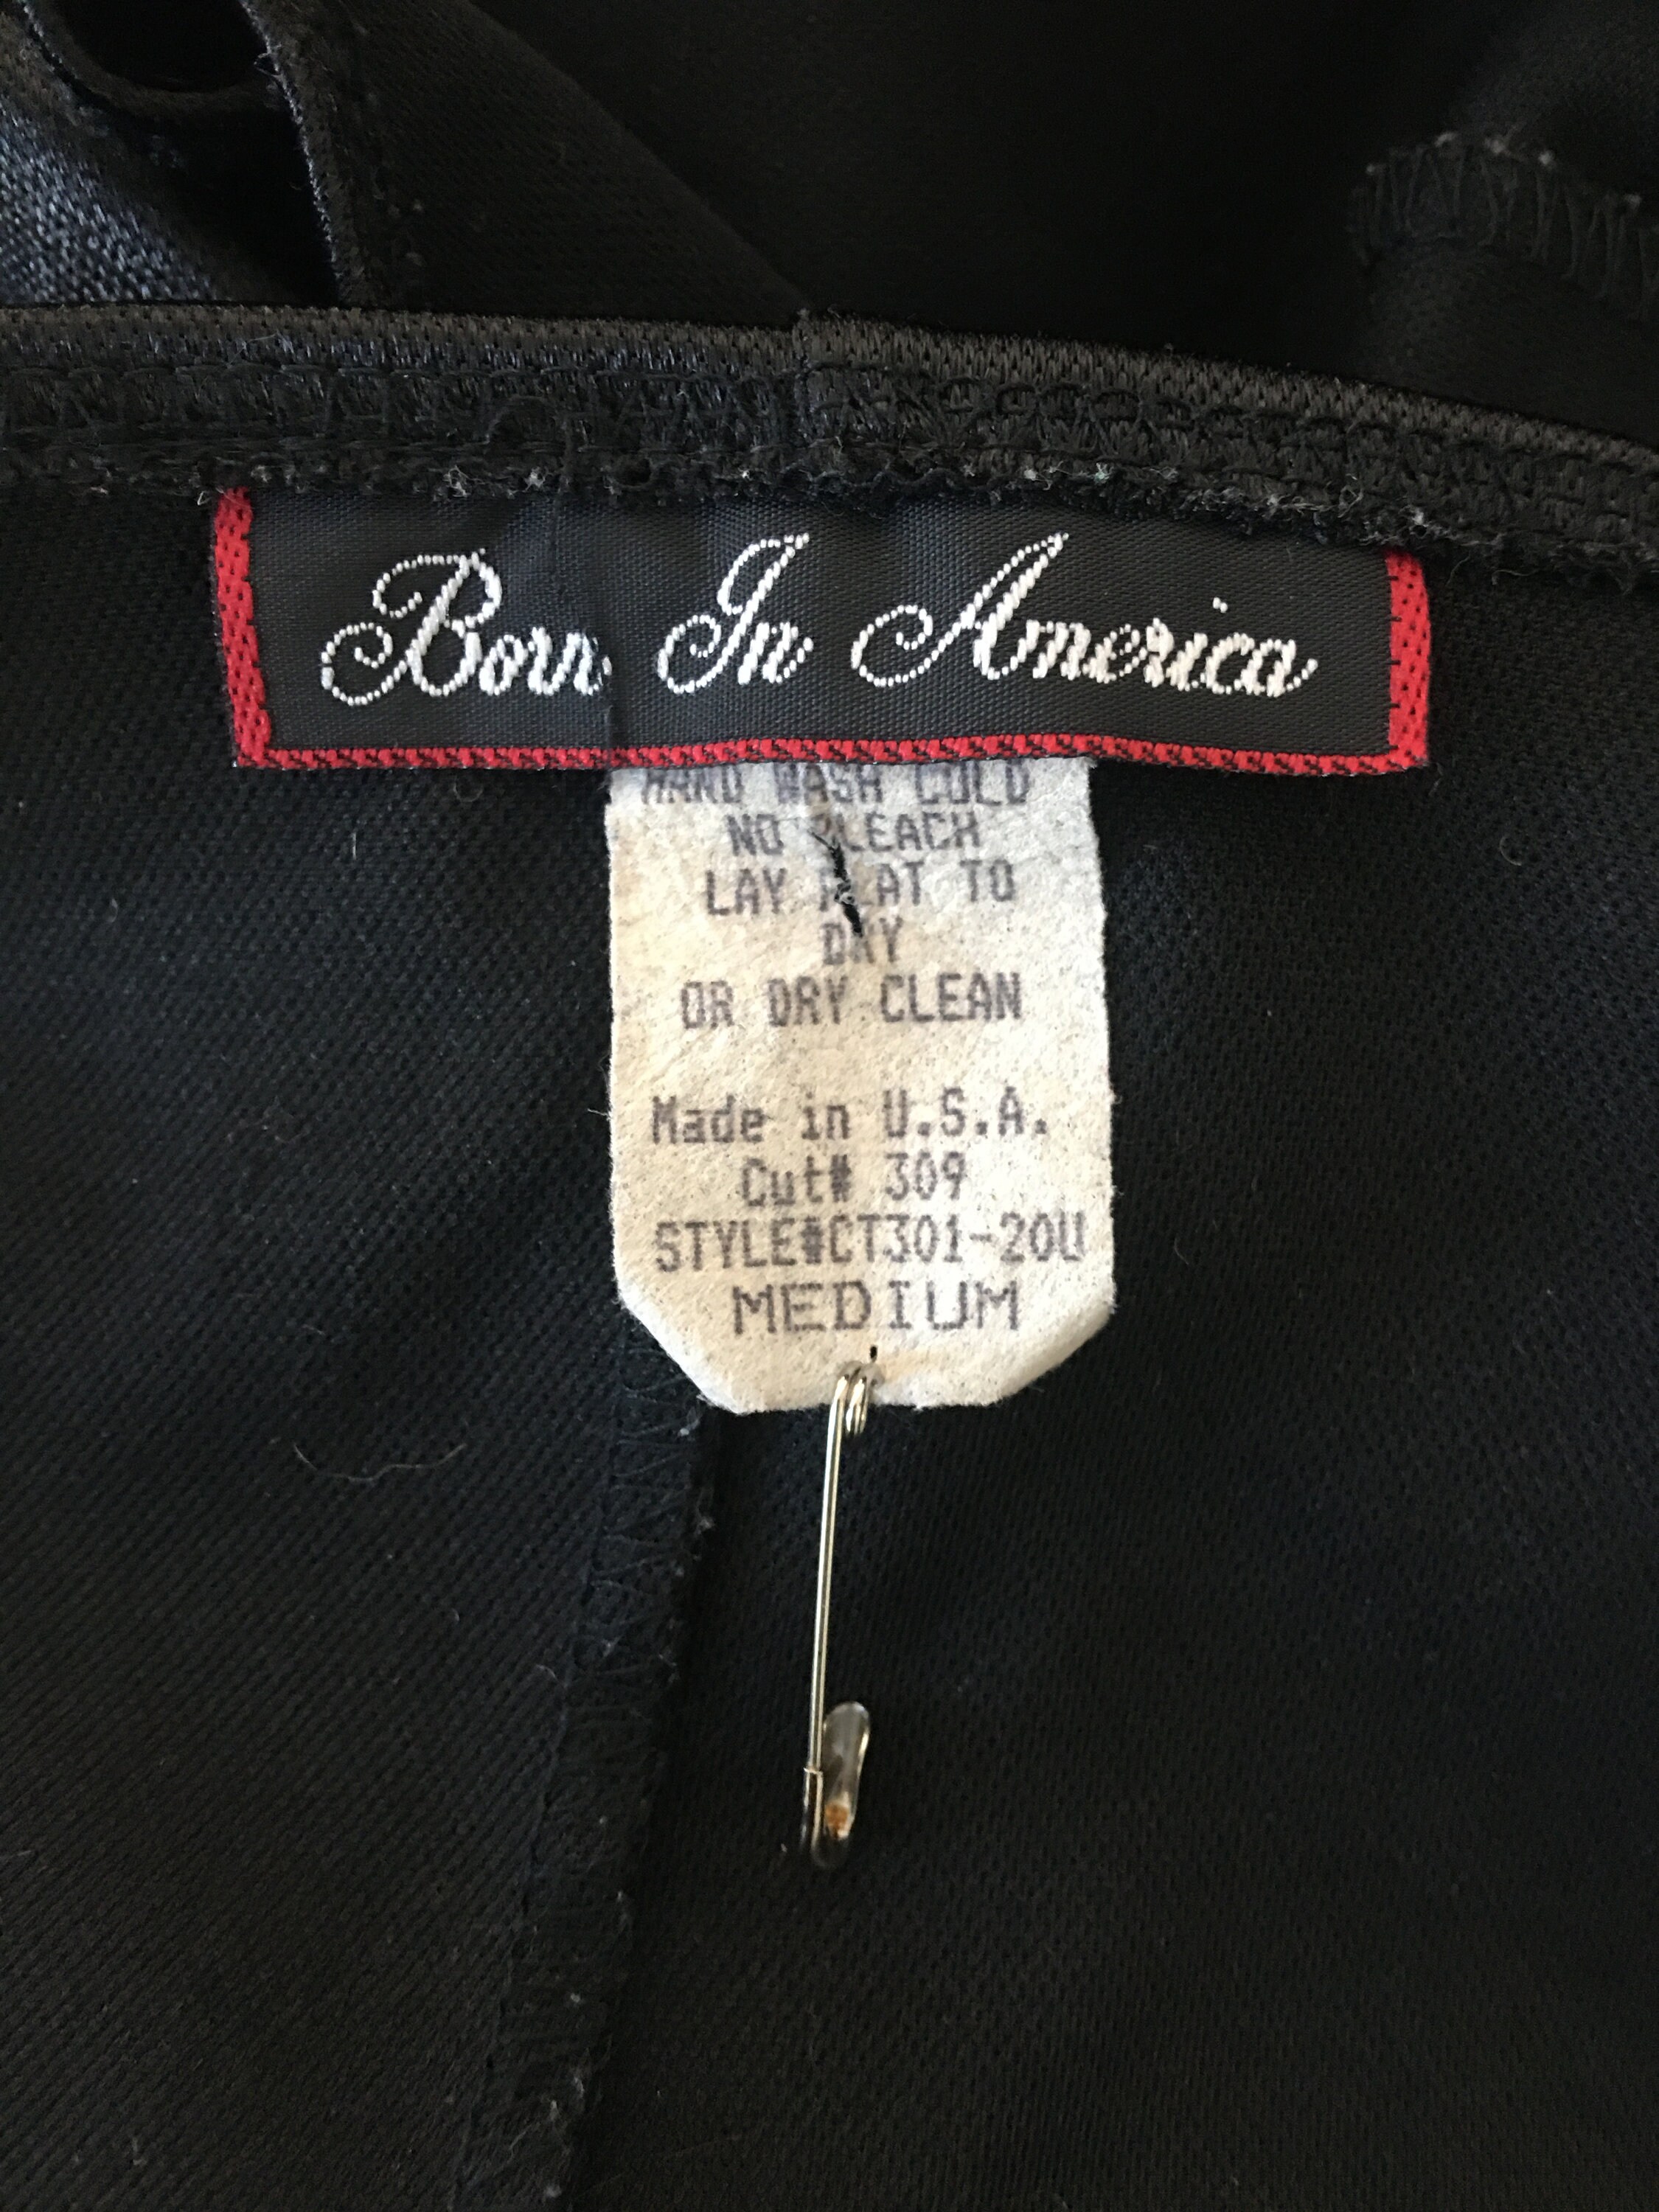 Born In America
HAND WASH COLD
NO BLEACH
LAY FLAT TO
DRY
OR DRY CLEAN
Made in U.S.A.
Cut# 309
STYLE#CT301-20U
MEDIUM